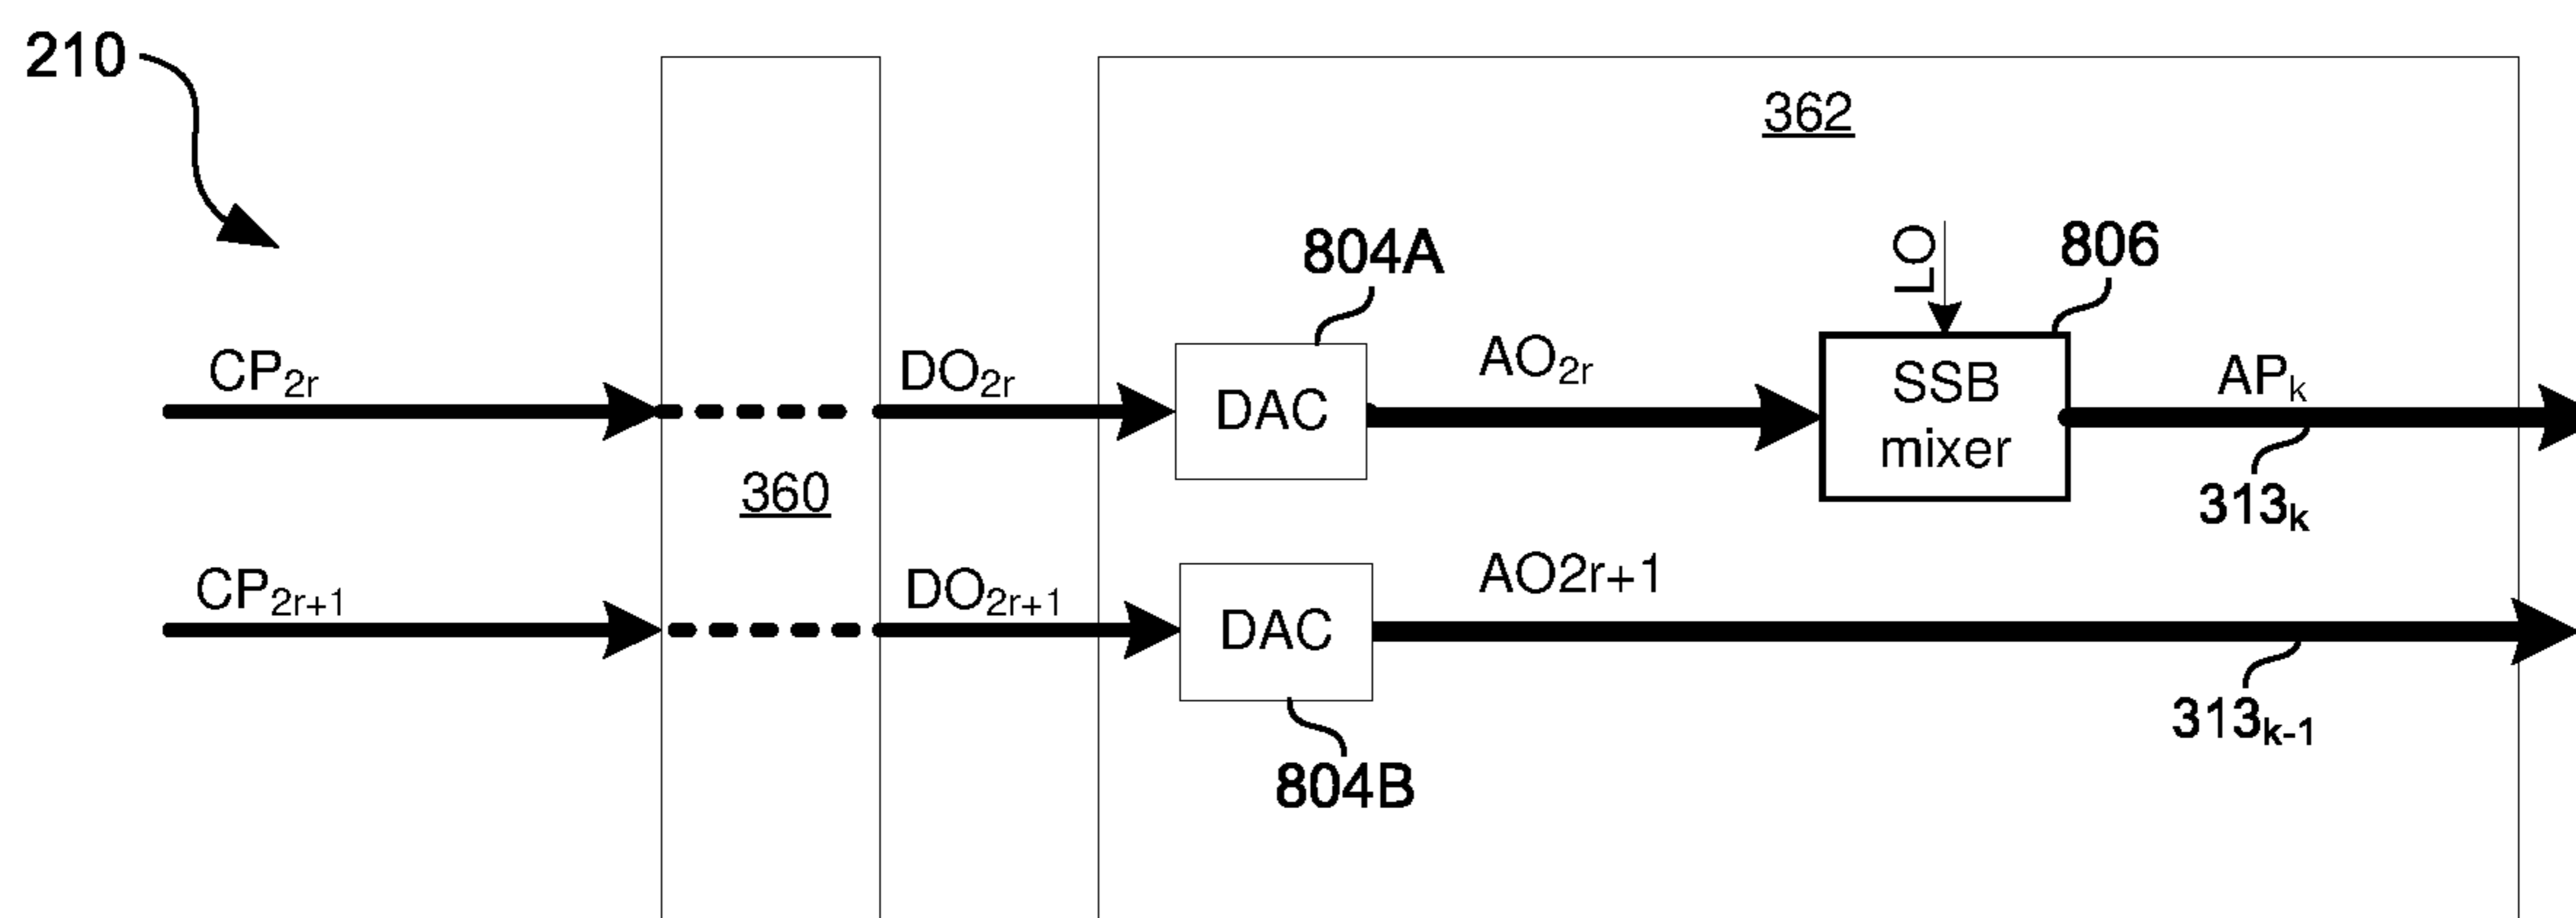 210
362
804A
LO
806
CP2r
DO2r
DAC
AO2r
SSB
mixer
APk
313k
360
CP2r+1
DO2r+1
DAC
AO2r+1
313k-1
804B